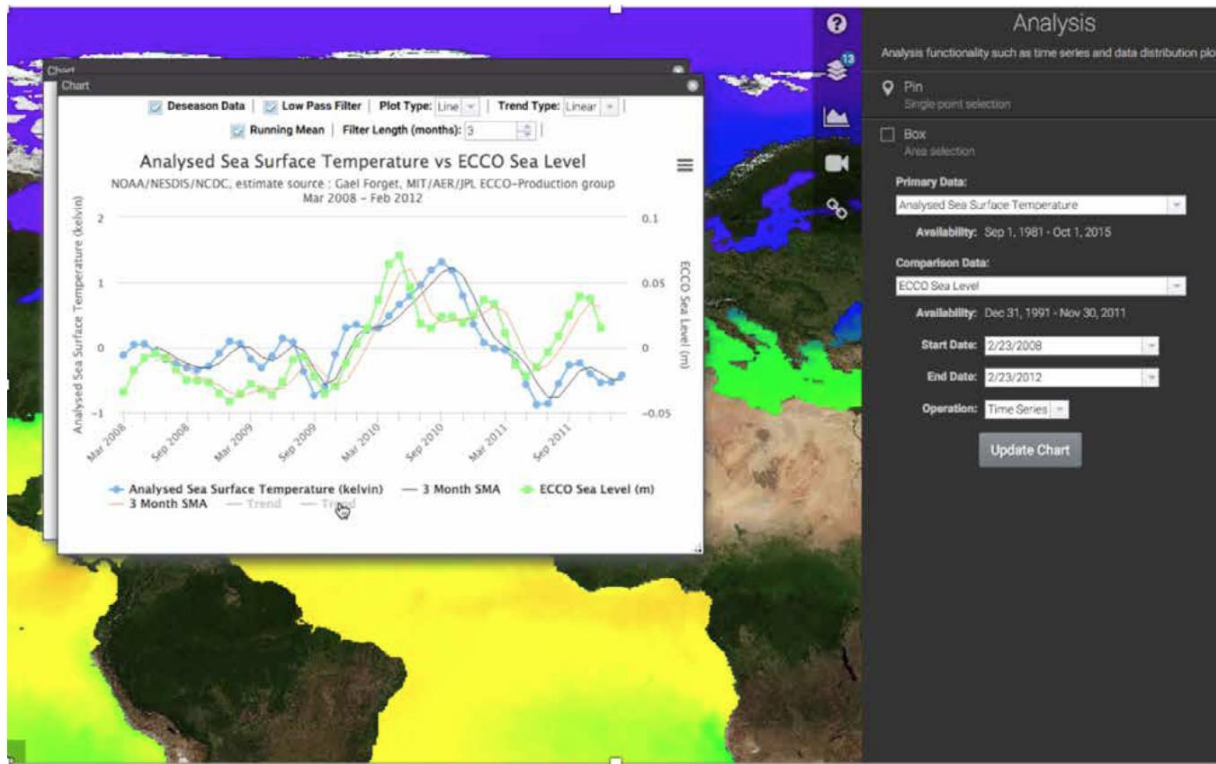 Chart
Chart
Deseason Data | Low Pass Filter | Plot Type: Line | Trend Type: Linear |
Running Mean | Filter Length (months): 3 |
Analysed Sea Surface Temperature vs ECCO Sea Level
NOAA/NESDIS/NCDC, estimate source : Gael Forget, MIT/AER/JPL ECCO-Production group
Mar 2008 - Feb 2012
Analysed Sea Surface Temperature (kelvin)
2
1
0
-1
0.1
0.05
0
-0.05
ECCO Sea Level (m)
Mar 2008
Sep 2008
Mar 2009
Sep 2009
Mar 2010
Sep 2010
Mar 2011
Sep 2011
Analysed Sea Surface Temperature (kelvin) 3 Month SMA ECCO Sea Level (m)
3 Month SMA Trend Trend
13
Analysis
Analysis functionality such as time series and data distribution plo
Pin
Single point selection
Box
Area selection
Primary Data:
Analysed Sea Surface Temperature
Availability: Sep 1, 1981 - Oct 1, 2015
Comparison Data:
ECCO Sea Level
Availability: Dec 31, 1991 - Nov 30, 2011
Start Date: 2/23/2008
End Date: 2/23/2012
Operation: Time Series
Update Chart